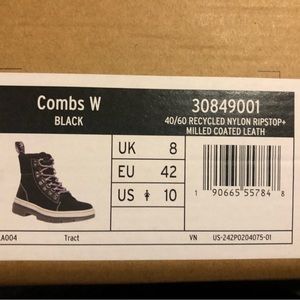 Combs W
BLACK
30849001
40/60 RECYCLED NYLON RIPSTOP+
MILLED COATED LEATH
UK 8
EU 42
US 10
1 90665 55784 8
A004 Tract VN US-242P0204075-01